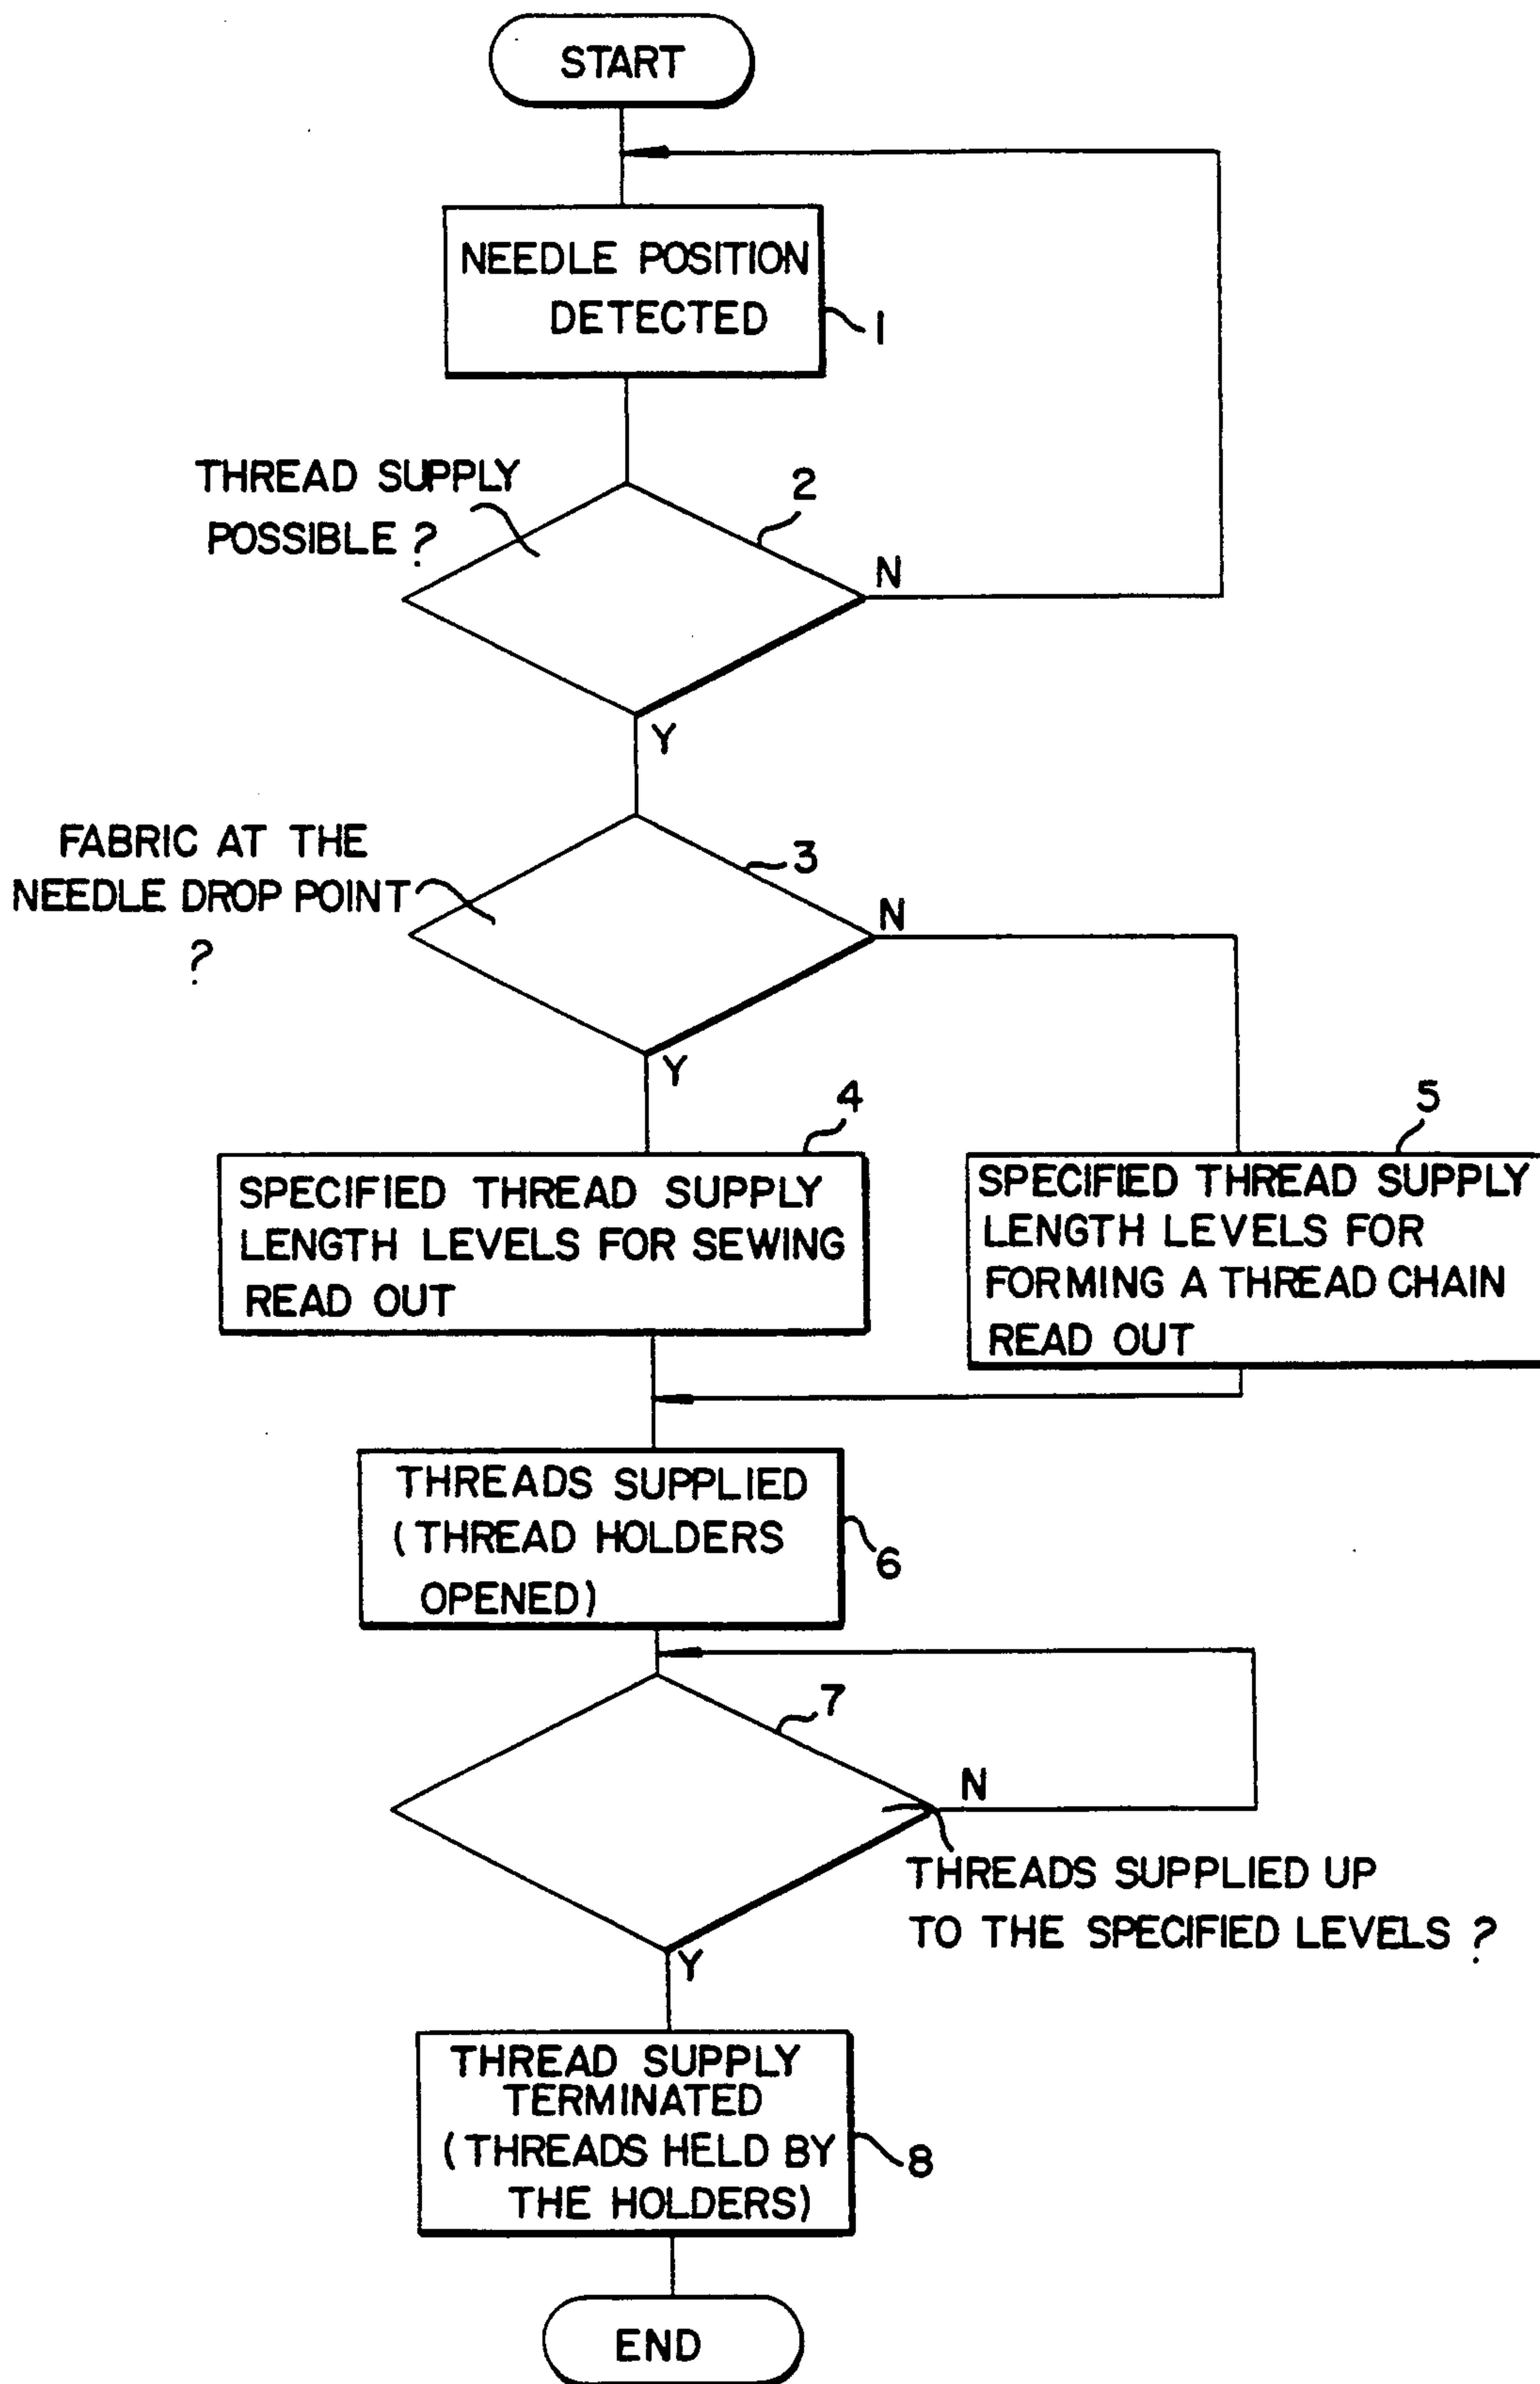 START
NEEDLE POSITION
DETECTED
1
THREAD SUPPLY
POSSIBLE ?
2
N
Y
FABRIC AT THE
NEEDLE DROP POINT
?
3
N
Y
4
SPECIFIED THREAD SUPPLY
LENGTH LEVELS FOR SEWING
READ OUT
5
SPECIFIED THREAD SUPPLY
LENGTH LEVELS FOR
FORMING A THREAD CHAIN
READ OUT
THREADS SUPPLIED
(THREAD HOLDERS
OPENED)
6
7
N
THREADS SUPPLIED UP
TO THE SPECIFIED LEVELS ?
Y
THREAD SUPPLY
TERMINATED
(THREADS HELD BY
THE HOLDERS)
8
END